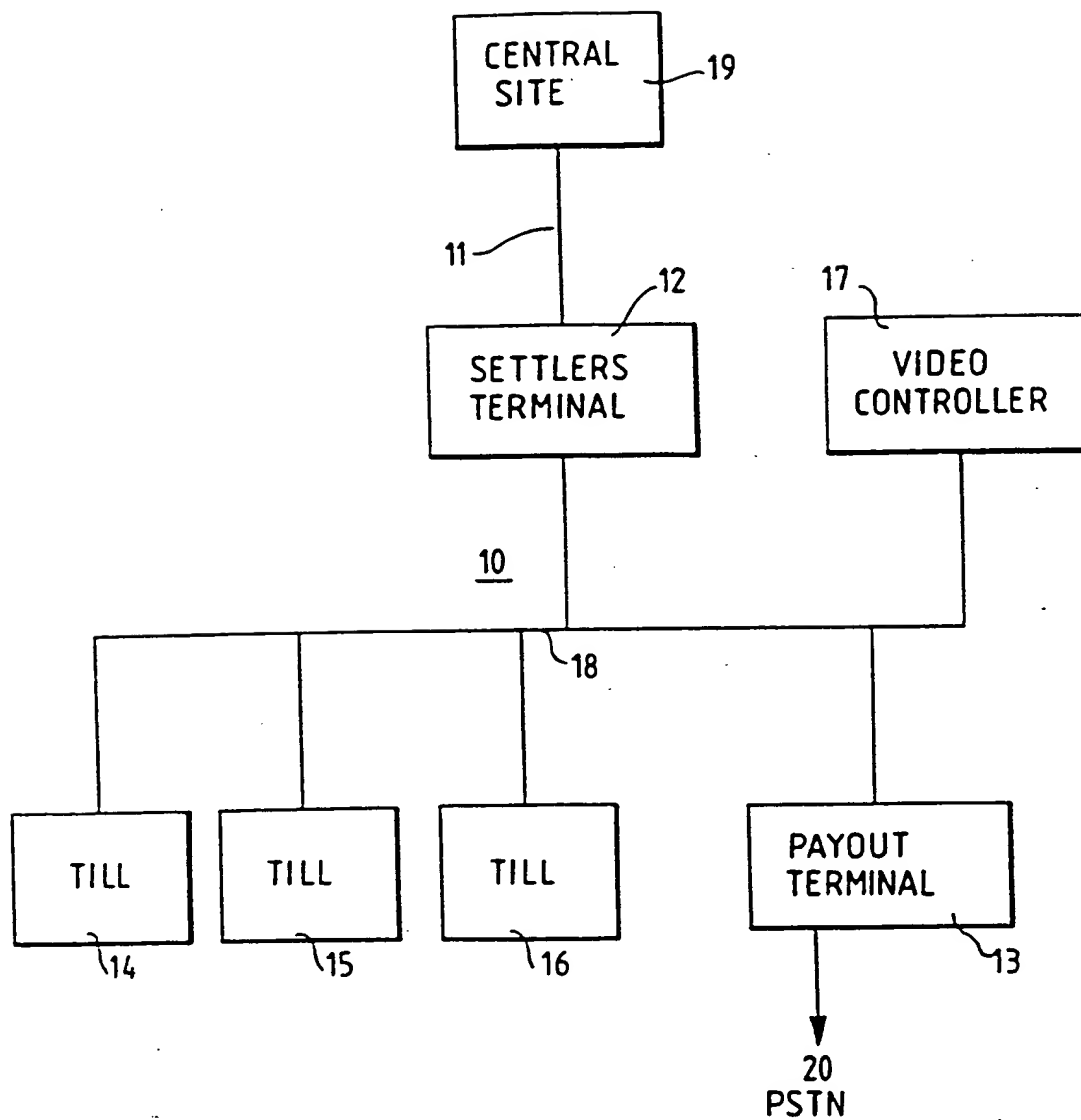 CENTRAL
SITE
19
11
12
17
SETTLERS
TERMINAL
VIDEO
CONTROLLER
10
18
TILL
TILL
TILL
PAYOUT
TERMINAL
14
15
16
13
20
PSTN